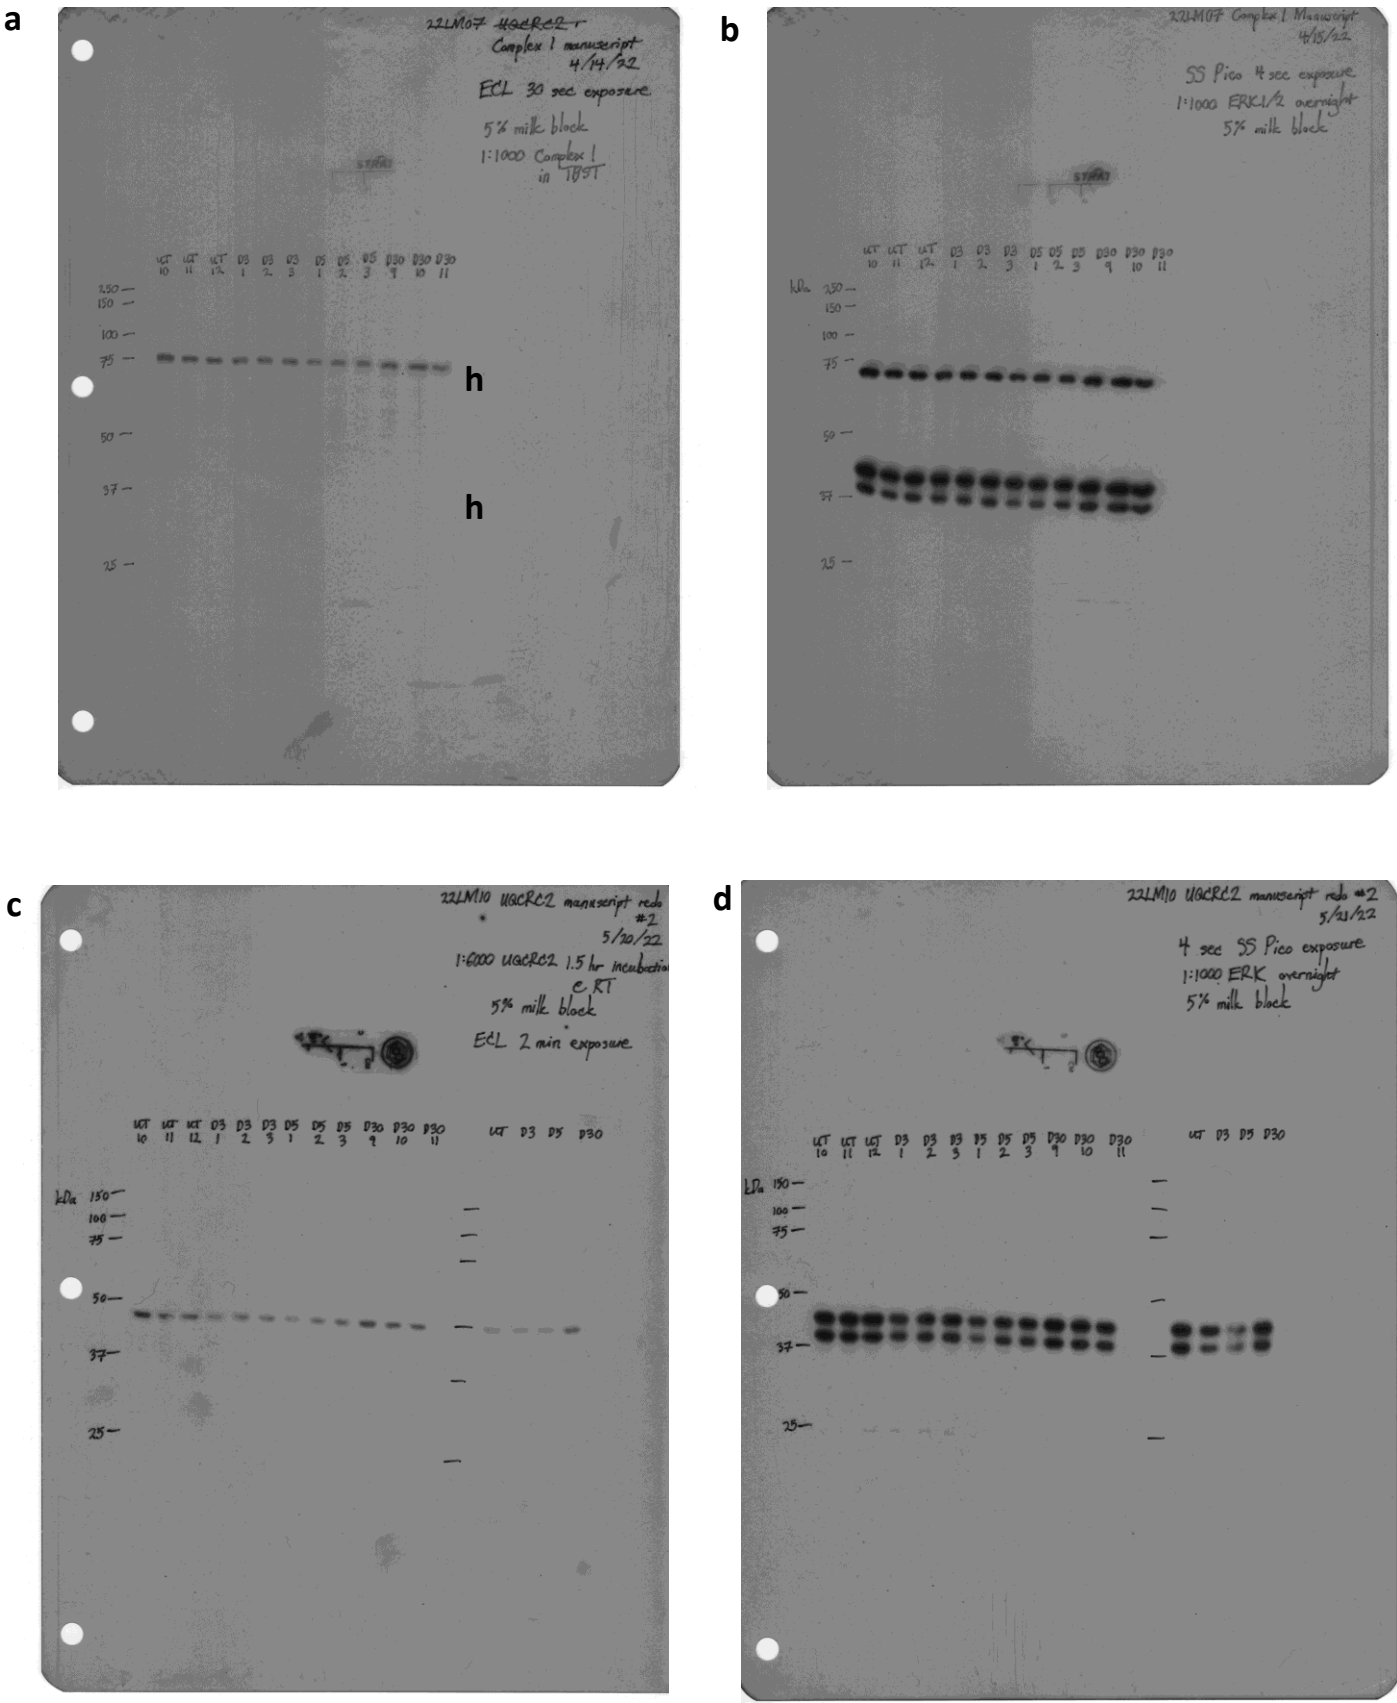 a
22LM07 UQCRC2
Complex 1 manuscript
4/14/22
ECL 30 sec exposure
5% milk block
1:1000 Complex 1
in TBST
START
UT UT UT D3 D3 D3 D5 D5 D5 D30 D30 D30
10 11 12 1 2 3 1 2 3 9 10 11
250
150
100
75
50
37
25
h
h
b
22LM07 Complex 1 Manuscript
4/15/22
SS Pico 4 sec exposure
1:1000 ERK1/2 overnight
5% milk block
START
UT UT UT D3 D3 D3 D5 D5 D5 D30 D30 D30
10 11 12 1 2 3 1 2 3 9 10 11
kDa 250
150
100
75
50
37
25
c
22LM10 UQCRC2 manuscript redo
#2
5/20/22
1:6000 UQCRC2 1.5 hr incubation
@ RT
5% milk block
ECL 2 min exposure
UT UT UT D3 D3 D3 D5 D5 D5 D30 D30 D30 UT D3 D5 D30
10 11 12 1 2 3 1 2 3 9 10 11
kDa 150
100
75
50
37
25
d
22LM10 UQCRC2 manuscript redo #2
5/21/22
4 sec SS Pico exposure
1:1000 ERK overnight
5% milk block
UT UT UT D3 D3 D3 D5 D5 D5 D30 D30 D30 UT D3 D5 D30
10 11 12 1 2 3 1 2 3 9 10 11
kDa 150
100
75
50
37
25